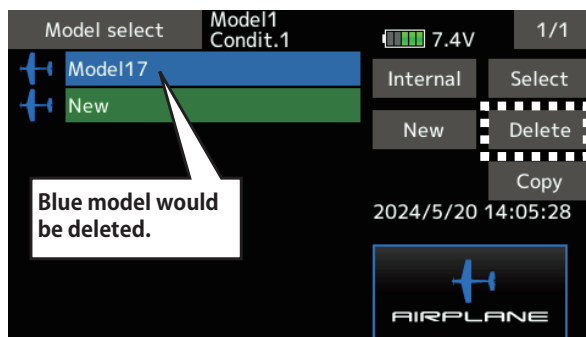 Model select
Model1
Condit.1
7.4V
1/1
Model17
Internal
Select
New
New
Delete
Copy
Blue model would
be deleted.
2024/5/20 14:05:28
AIRPLANE